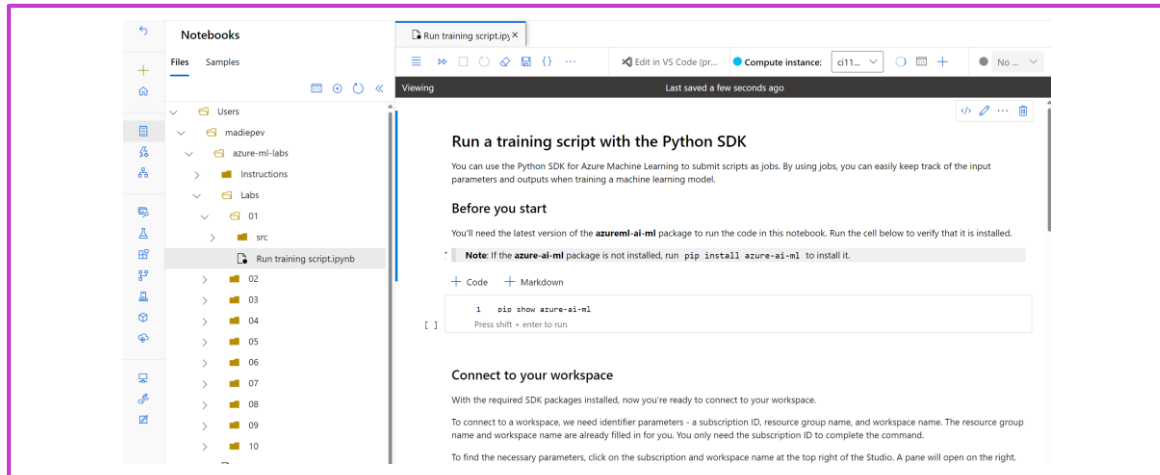 Notebooks
Files Samples
Users
madiepev
azure-ml-labs
Instructions
Labs
01
src
Run training script.ipynb
02
03
04
05
06
07
08
09
10
Run training script.ipy
Edit in VS Code (pr... Compute instance: ci11... No ...
Viewing Last saved a few seconds ago
Run a training script with the Python SDK
You can use the Python SDK for Azure Machine Learning to submit scripts as jobs. By using jobs, you can easily keep track of the input
parameters and outputs when training a machine learning model.
Before you start
You'll need the latest version of the azureml-ai-ml package to run the code in this notebook. Run the cell below to verify that it is installed.
Note: If the azure-ai-ml package is not installed, run pip install azure-ai-ml to install it.
+ Code + Markdown
1 pip show azure-ai-ml
[ ] Press shift + enter to run
Connect to your workspace
With the required SDK packages installed, now you're ready to connect to your workspace.
To connect to a workspace, we need identifier parameters - a subscription ID, resource group name, and workspace name. The resource group
name and workspace name are already filled in for you. You only need the subscription ID to complete the command.
To find the necessary parameters, click on the subscription and workspace name at the top right of the Studio. A pane will open on the right.